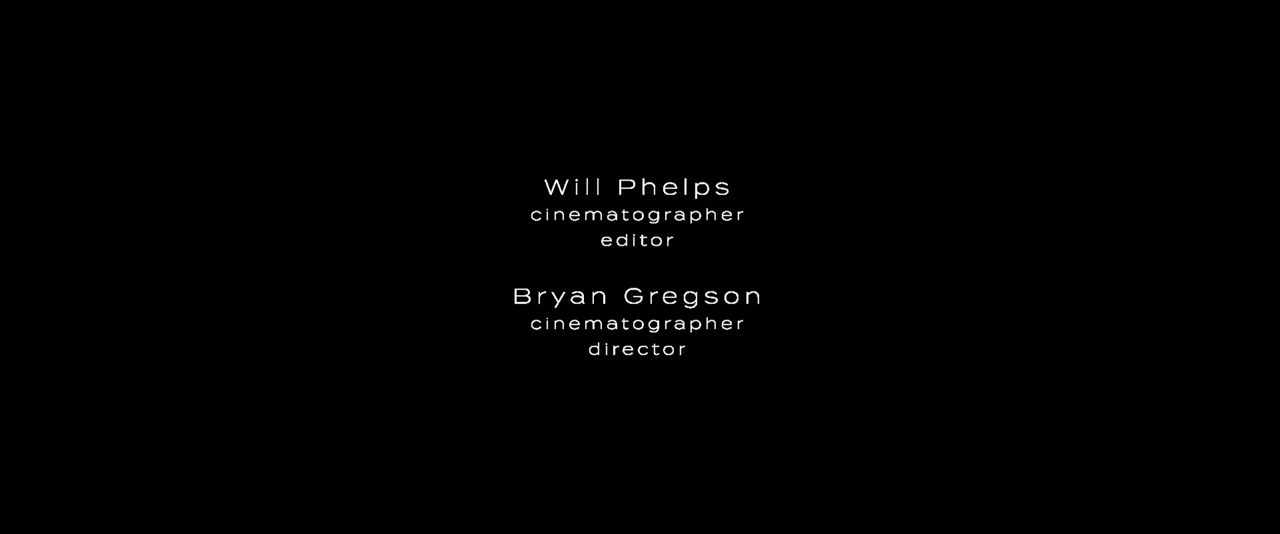 Will Phelps
cinematographer
editor
Bryan Gregson
cinematographer
director